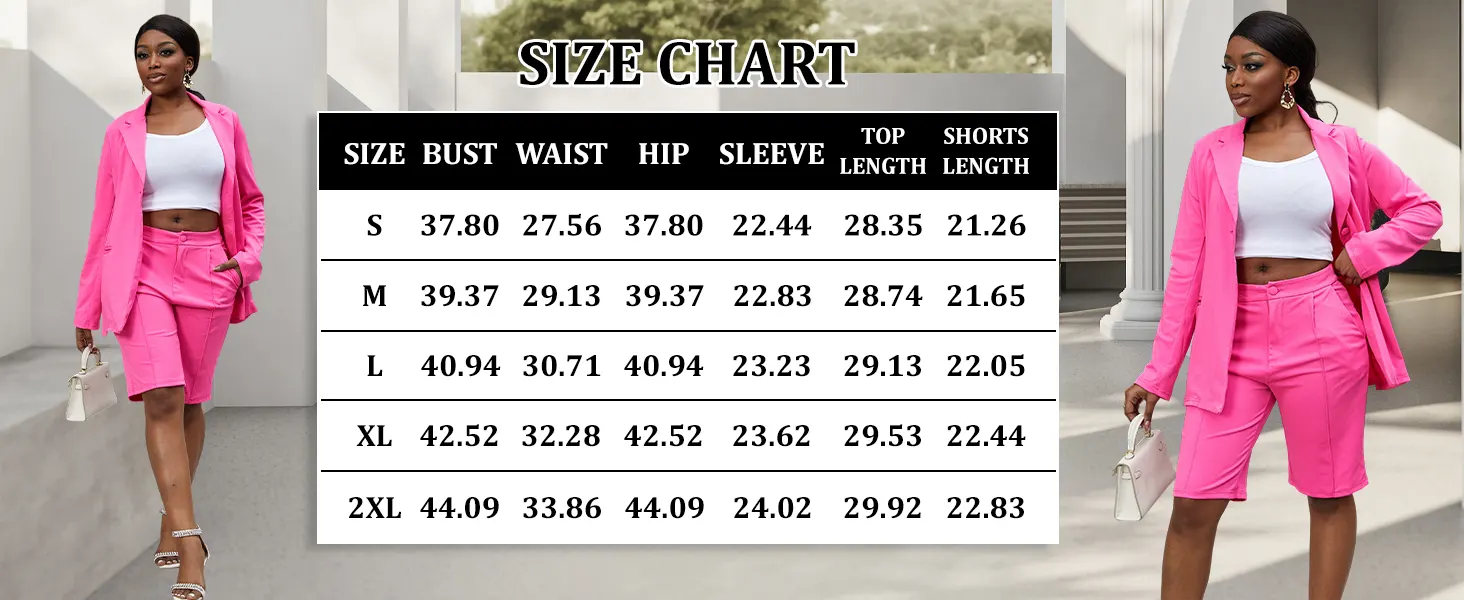 SIZE CHART
SIZE BUST WAIST HIP SLEEVE TOP LENGTH SHORTS LENGTH
S 37.80 27.56 37.80 22.44 28.35 21.26
M 39.37 29.13 39.37 22.83 28.74 21.65
L 40.94 30.71 40.94 23.23 29.13 22.05
XL 42.52 32.28 42.52 23.62 29.53 22.44
2XL 44.09 33.86 44.09 24.02 29.92 22.83